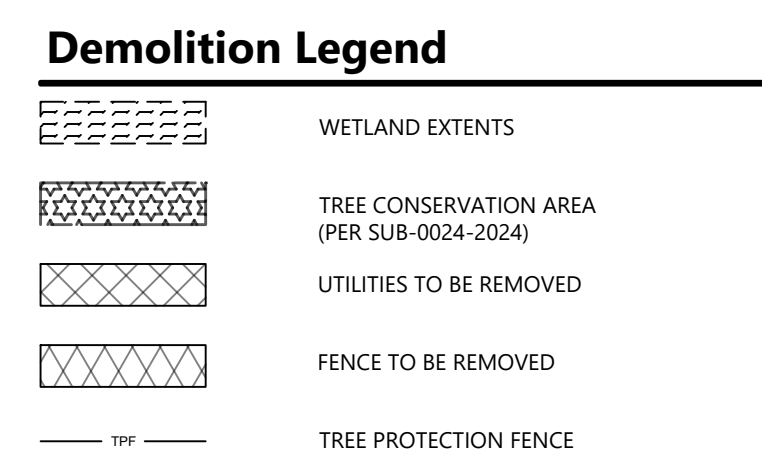 Demolition Legend
WETLAND EXTENTS
TREE CONSERVATION AREA
(PER SUB-0024-2024)
UTILITIES TO BE REMOVED
FENCE TO BE REMOVED
TPF
TREE PROTECTION FENCE